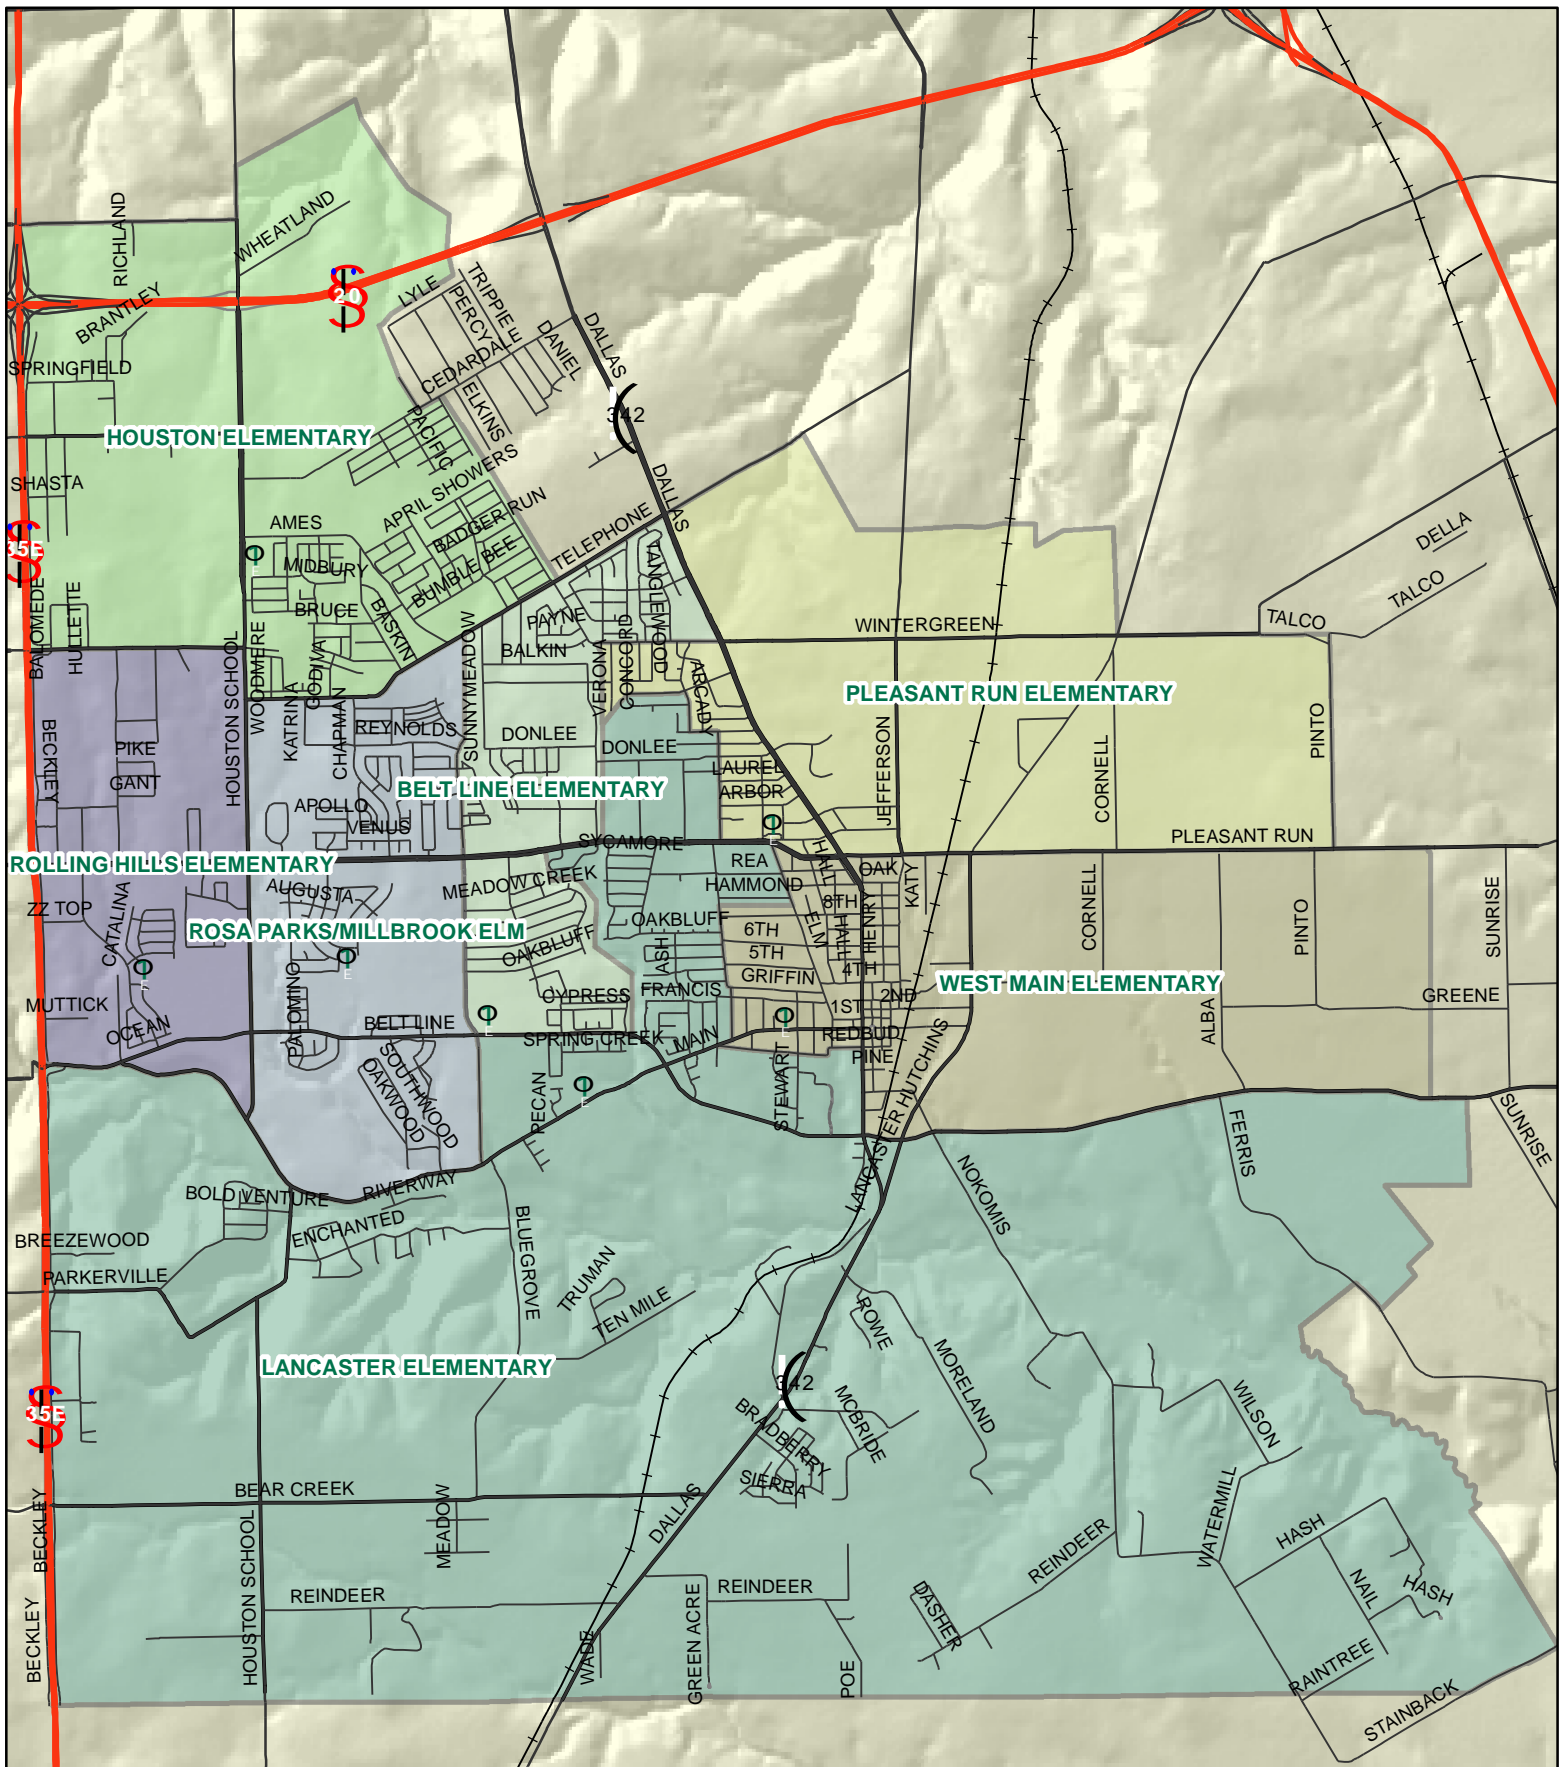 RICHLAND
WHEATLAND
20
BRANTLEY
LYLE
TRIPPIE
PERCY
CEDARDALE
DANIEL
DALLAS
SPRINGFIELD
ELKINS
342
PACIFIC
HOUSTON ELEMENTARY
SHASTA
APRIL SHOWERS
DALLAS
BADGER RUN
TELEPHONE
AMES
35E
MIDBURY
BUMBLE BEE
TANGLEWOOD
DELLA
TALCO
BALOMEDE
HULLETTE
BRUCE
BASKIN
PAYNE
WINTERGREEN
TALCO
BALKIN
SUNNYMEADOW
VERONA
CONCORD
ARCADY
HOUSTON SCHOOL
WOODMERE
KATRINA
GODIVA
CHAPMAN
PLEASANT RUN ELEMENTARY
BECKLEY
REYNOLDS
DONLEE
DONLEE
JEFFERSON
CORNELL
PINTO
PIKE
GANT
LAUREL
ARBOR
BELT LINE ELEMENTARY
APOLLO
VENUS
SYCAMORE
PLEASANT RUN
ROLLING HILLS ELEMENTARY
REA
HAMMOND
HALL
OAK
KATY
MEADOW CREEK
AUGUSTA
ZZ TOP
CATALINA
OAKBLUFF
6TH
8TH
ELM
HALL
HENRY
CORNELL
PINTO
SUNRISE
ROSA PARKS/MILLBROOK ELM
OAKBLUFF
5TH
GRIFFIN
4TH
ASH
E
E
WEST MAIN ELEMENTARY
MUTTICK
PALOMINO
CYPRESS
FRANCIS
1ST
2ND
GREENE
ALBA
OCEAN
BELT LINE
E
SPRING CREEK
MAIN
E
REDBUD
PINE
SOUTHWOOD
OAKWOOD
PECAN
E
STEWART
LANCASTER HUTCHINS
FERRIS
SUNRISE
NOKOMIS
BOLD VENTURE
RIVERWAY
ENCHANTED
BLUEGROVE
BREEZEWOOD
PARKERVILLE
TRUMAN
TEN MILE
ROWE
MORELAND
LANCASTER ELEMENTARY
342
35E
MCBRIDE
BRADBERRY
WILSON
SIERRA
BEAR CREEK
BECKLEY
MEADOW
DALLAS
WATERMILL
HASH
HOUSTON SCHOOL
REINDEER
REINDEER
REINDEER
NAIL
HASH
DASHER
BECKLEY
WADE
GREEN ACRE
POE
RAINTREE
STAINBACK